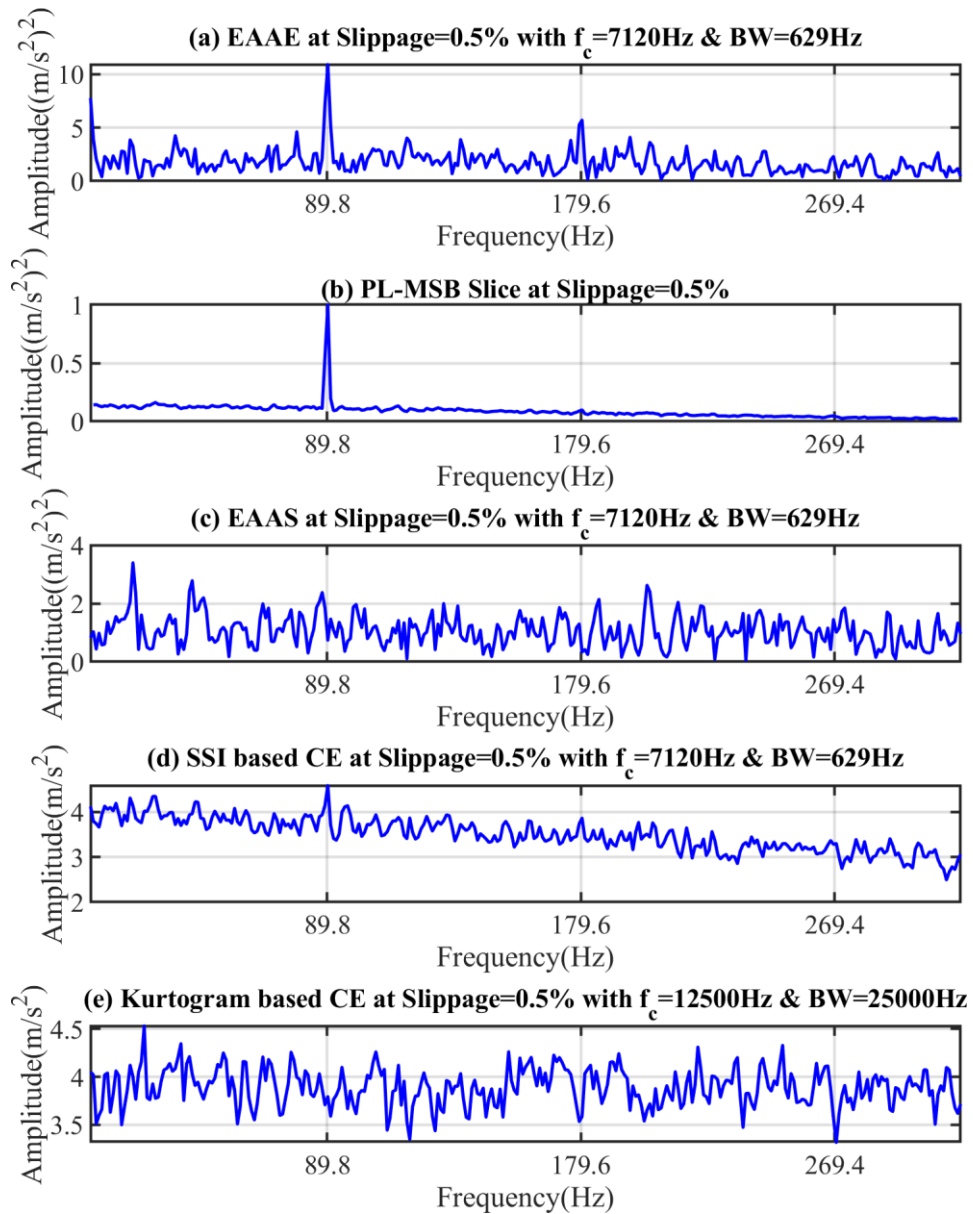 (a) EAAE at Slippage=0.5% with f_c=7120Hz & BW=629Hz
Amplitude((m/s²)²)
10
5
0
89.8 179.6 269.4
Frequency(Hz)
(b) PL-MSB Slice at Slippage=0.5%
Amplitude((m/s²)²)
1
0.5
0
89.8 179.6 269.4
Frequency(Hz)
(c) EAAS at Slippage=0.5% with f_c=7120Hz & BW=629Hz
Amplitude((m/s²)²)
4
2
0
89.8 179.6 269.4
Frequency(Hz)
(d) SSI based CE at Slippage=0.5% with f_c=7120Hz & BW=629Hz
Amplitude(m/s²)
4
3
2
89.8 179.6 269.4
Frequency(Hz)
(e) Kurtogram based CE at Slippage=0.5% with f_c=12500Hz & BW=25000Hz
Amplitude(m/s²)
4.5
4
3.5
89.8 179.6 269.4
Frequency(Hz)